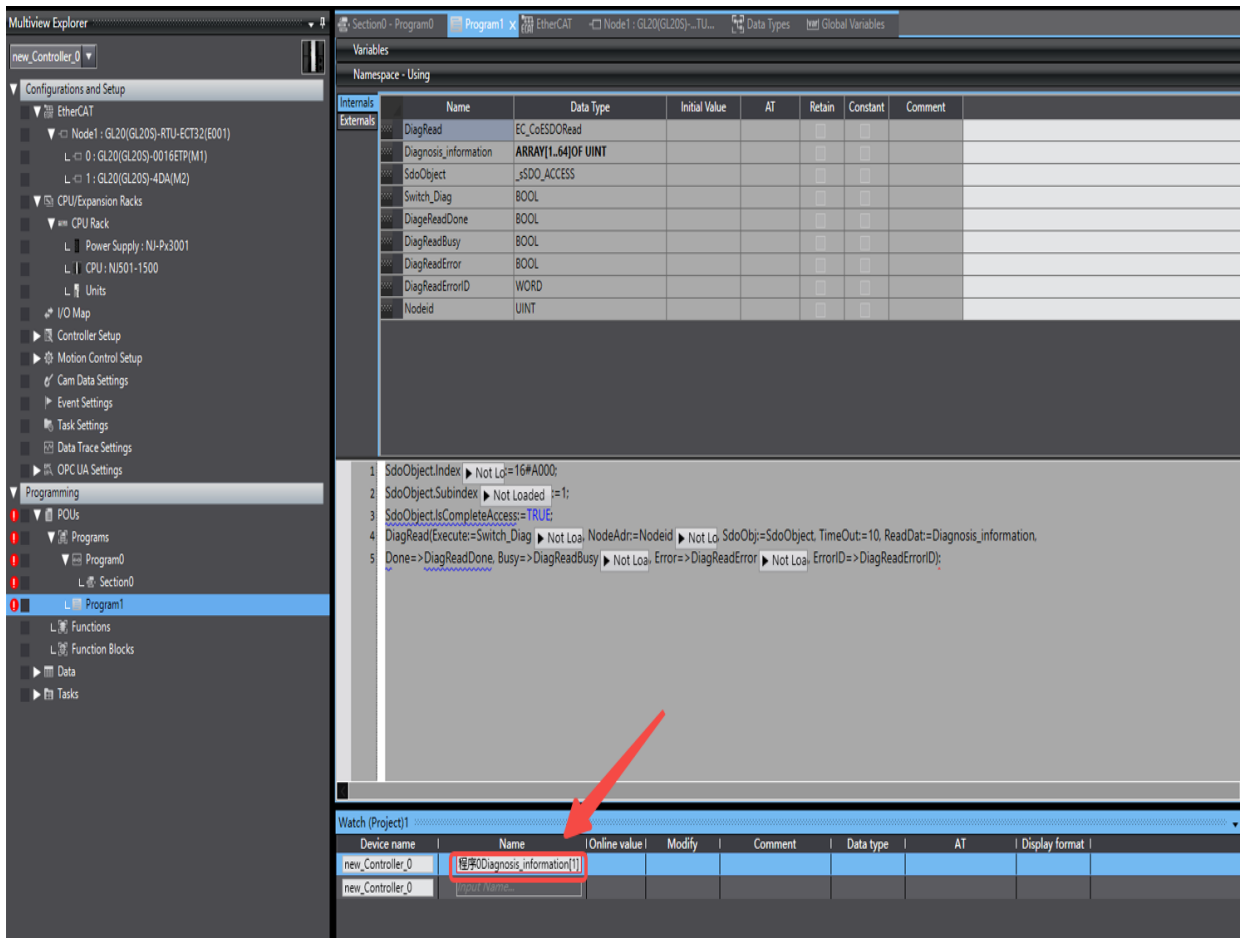 Multiview Explorer
new_Controller_0
Configurations and Setup
EtherCAT
Node1 : GL20(GL20S)-RTU-ECT32(E001)
0 : GL20(GL20S)-0016ETP(M1)
1 : GL20(GL20S)-4DA(M2)
CPU/Expansion Racks
CPU Rack
Power Supply : NJ-Px3001
CPU : NJ501-1500
Units
I/O Map
Controller Setup
Motion Control Setup
Cam Data Settings
Event Settings
Task Settings
Data Trace Settings
OPC UA Settings
Programming
POUs
Programs
Program0
Section0
Program1
Functions
Function Blocks
Data
Tasks
Section0 - Program0 Program1 x EtherCAT Node1 : GL20(GL20S)-...TU... Data Types Global Variables
Variables
Namespace - Using
Internals
Externals
Name Data Type Initial Value AT Retain Constant Comment
DiagRead EC_CoESDORead
Diagnosis_information ARRAY[1..64]OF UINT
SdoObject _sSDO_ACCESS
Switch_Diag BOOL
DiageReadDone BOOL
DiagReadBusy BOOL
DiagReadError BOOL
DiagReadErrorID WORD
Nodeid UINT
1 SdoObject.Index Not Lo:=16#A000;
2 SdoObject.Subindex Not Loaded :=1;
3 SdoObject.IsCompleteAccess:=TRUE;
4 DiagRead(Execute:=Switch_Diag Not Loa, NodeAdr:=Nodeid Not Lo, SdoObj:=SdoObject, TimeOut:=10, ReadDat:=Diagnosis_information,
5 Done=>DiagReadDone, Busy=>DiagReadBusy Not Loa, Error=>DiagReadError Not Loa, ErrorID=>DiagReadErrorID);
Watch (Project)1
Device name Name Online value Modify Comment Data type AT Display format
new_Controller_0 程序0Diagnosis_information[1]
new_Controller_0 Input Name...